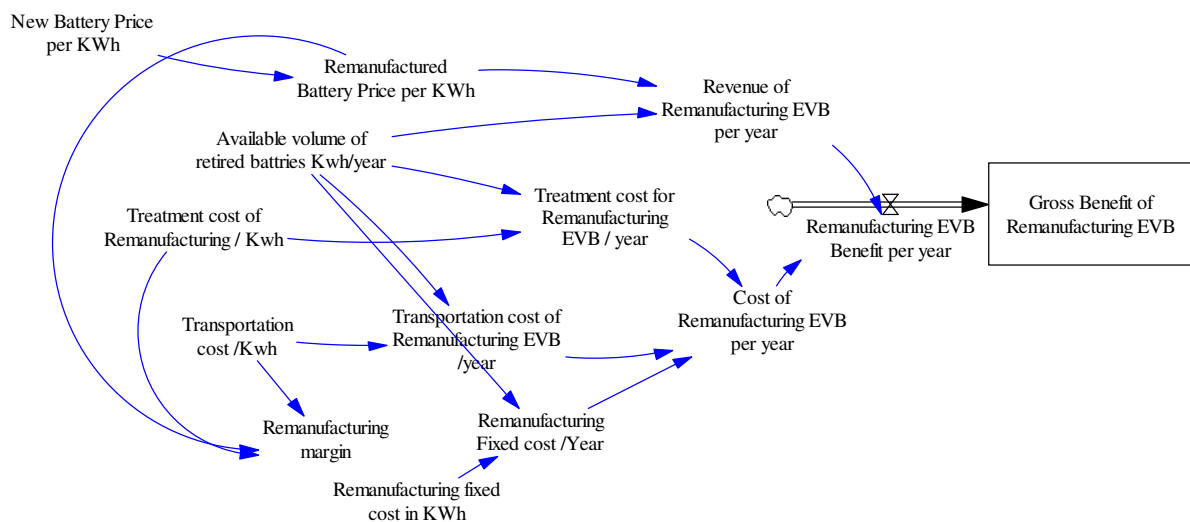 New Battery Price
per KWh
Remanufactured
Battery Price per KWh
Revenue of
Remanufacturing EVB
per year
Available volume of
retired battries Kwh/year
Treatment cost for
Remanufacturing
EVB / year
Gross Benefit of
Remanufacturing EVB
Treatment cost of
Remanufacturing / Kwh
Remanufacturing EVB
Benefit per year
Cost of
Remanufacturing EVB
per year
Transportation
cost /Kwh
Transportation cost of
Remanufacturing EVB
/year
Remanufacturing
margin
Remanufacturing
Fixed cost /Year
Remanufacturing fixed
cost in KWh